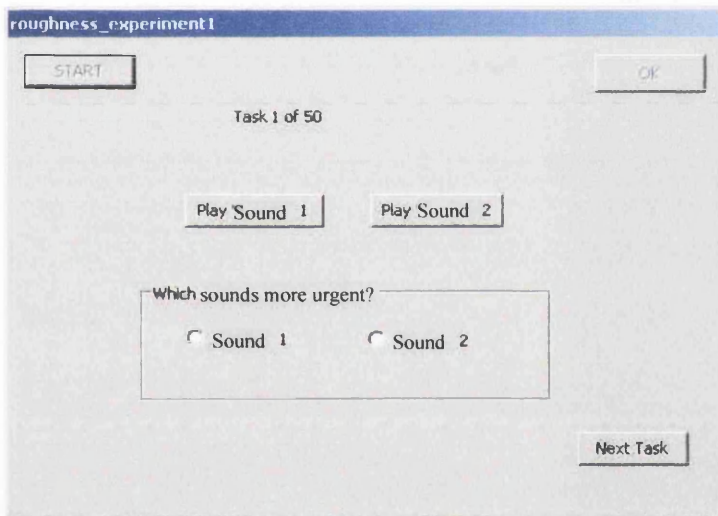 roughness_experiment1
START
OK
Task 1 of 50
Play Sound 1
Play Sound 2
Which sounds more urgent?
Sound 1
Sound 2
Next Task